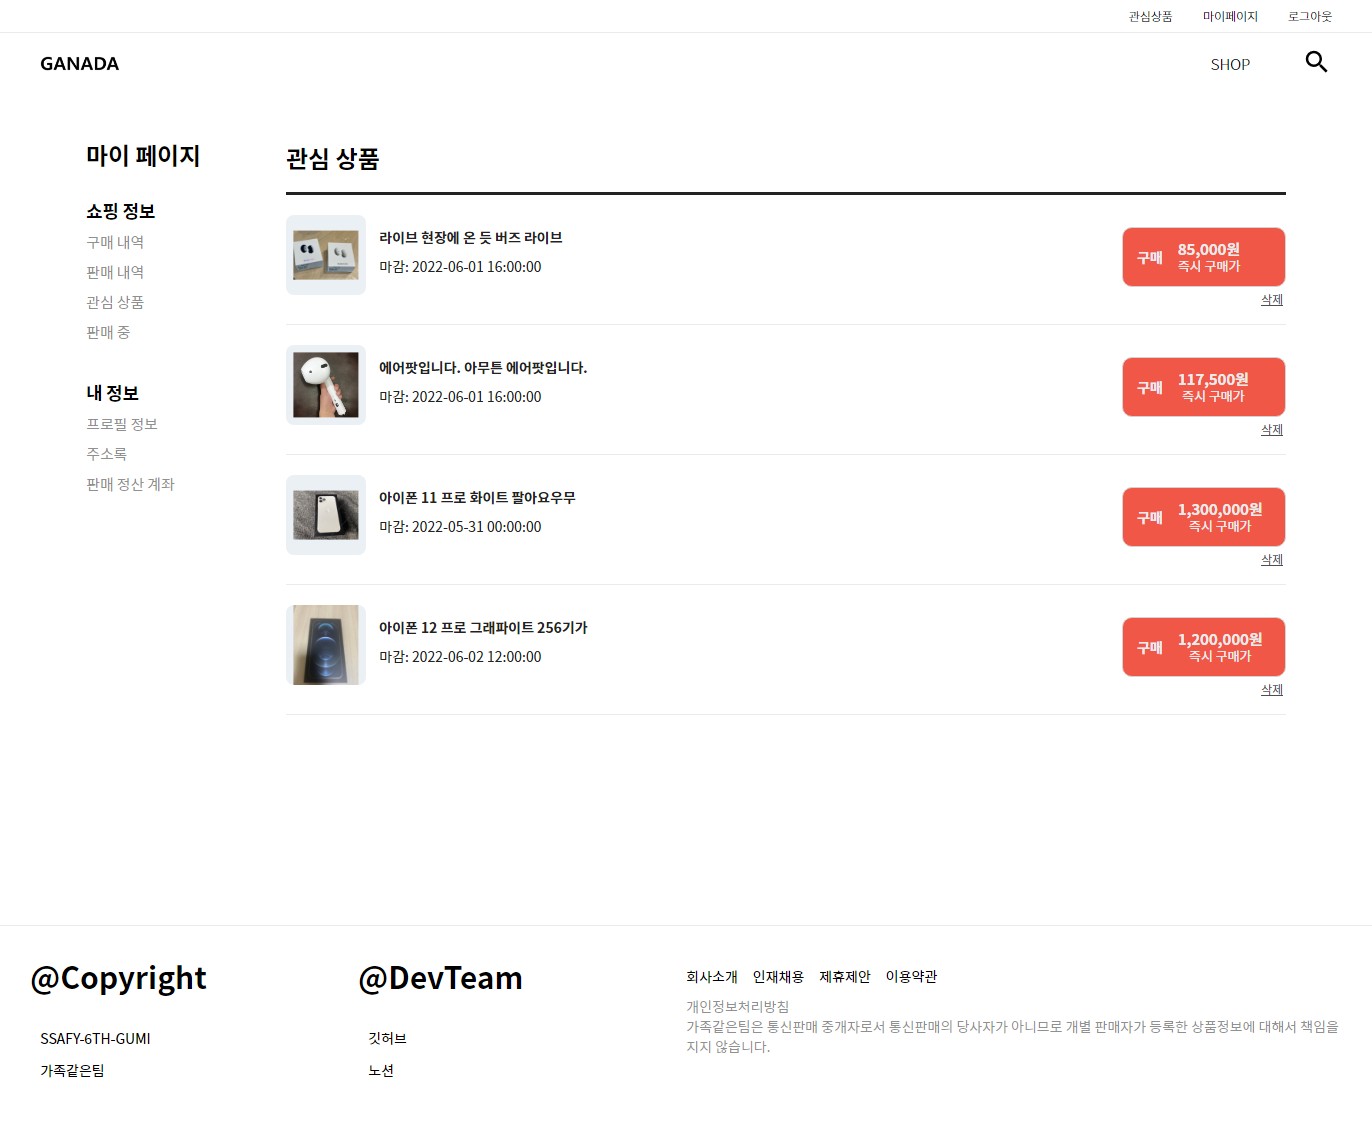 관심상품 마이페이지 로그아웃
GANADA SHOP
마이 페이지
쇼핑 정보
구매 내역
판매 내역
관심 상품
판매 중
내 정보
프로필 정보
주소록
판매 정산 계좌
관심 상품
라이브 현장에 온 듯 버즈 라이브
마감: 2022-06-01 16:00:00
구매 85,000원
즉시 구매가
삭제
에어팟입니다. 아무튼 에어팟입니다.
마감: 2022-06-01 16:00:00
구매 117,500원
즉시 구매가
삭제
아이폰 11 프로 화이트 팔아요우무
마감: 2022-05-31 00:00:00
구매 1,300,000원
즉시 구매가
삭제
아이폰 12 프로 그래파이트 256기가
마감: 2022-06-02 12:00:00
구매 1,200,000원
즉시 구매가
삭제
@Copyright
SSAFY-6TH-GUMI
가족같은팀
@DevTeam
깃허브
노션
회사소개 인재채용 제휴제안 이용약관
개인정보처리방침
가족같은팀은 통신판매 중개자로서 통신판매의 당사자가 아니므로 개별 판매자가 등록한 상품정보에 대해서 책임을
지지 않습니다.